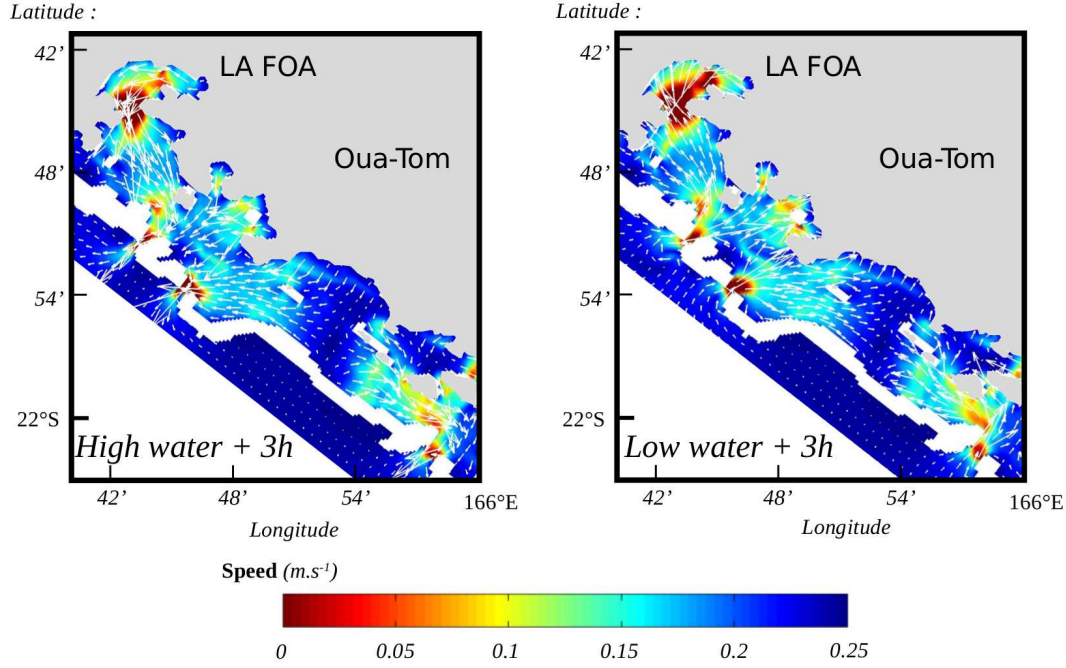 Latitude :
42’
LA FOA
Oua-Tom
48’
54’
22°S
High water + 3h
42’
48’
54’
166°E
Longitude
Latitude :
42’
LA FOA
Oua-Tom
48’
54’
22°S
Low water + 3h
42’
48’
54’
166°E
Longitude
Speed (m.s-1)
0
0.05
0.1
0.15
0.2
0.25